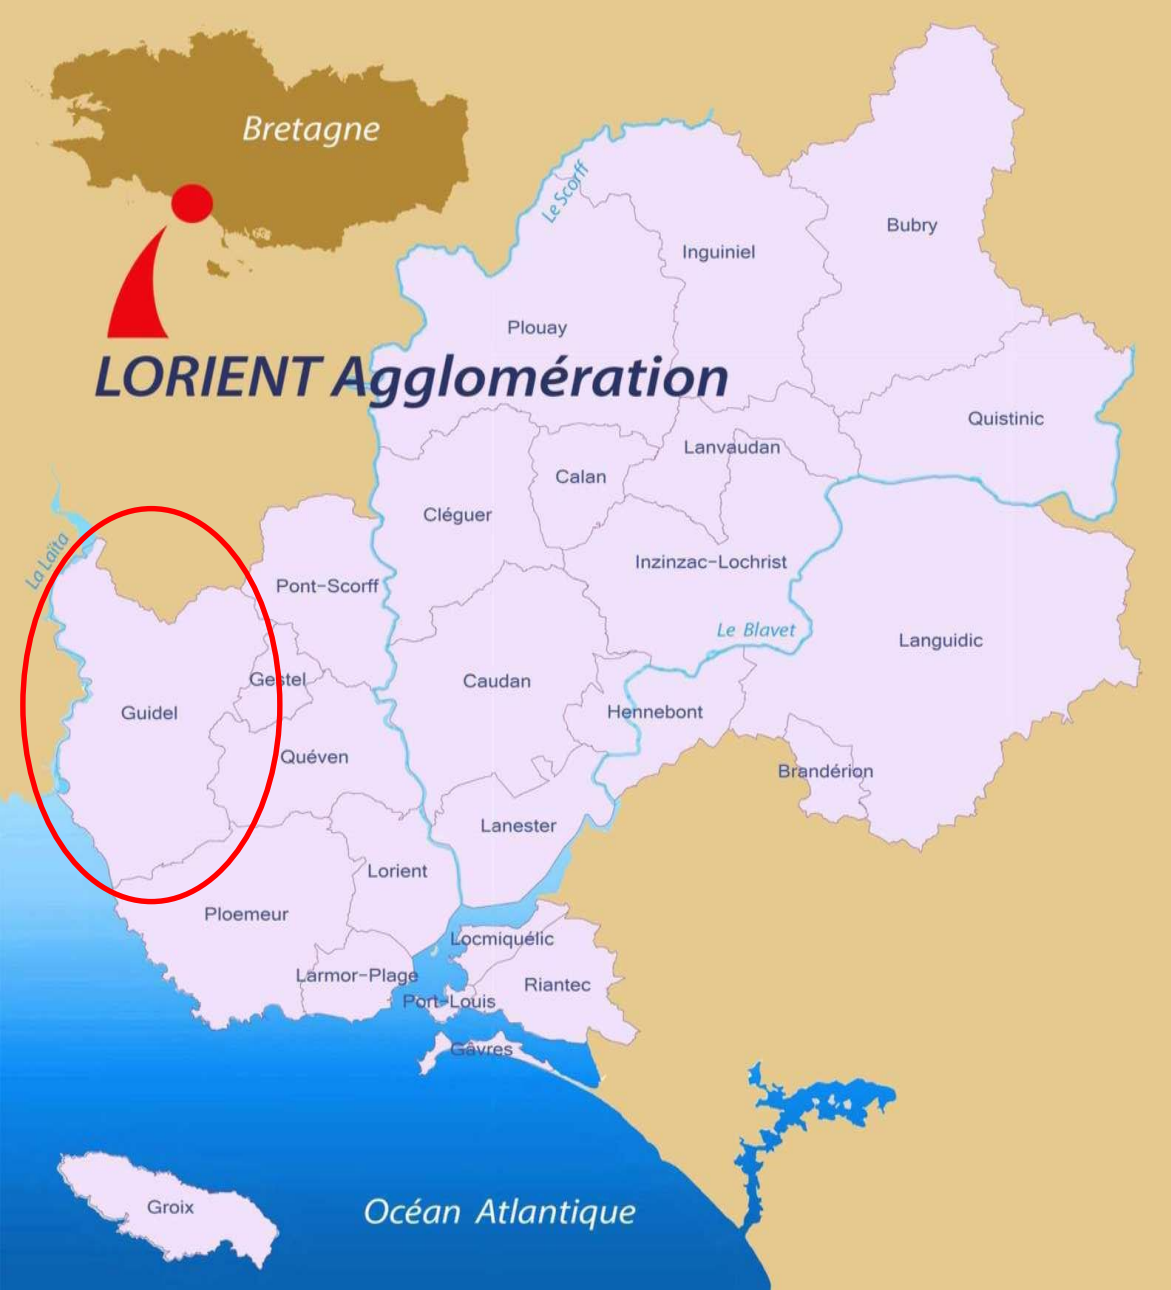 Bretagne
Le Scorff
Bubry
Inguiniel
Plouay
LORIENT Agglomération
Quistinic
Lanvaudan
Calan
Cléguer
La Laïta
Inzinzac-Lochrist
Pont-Scorff
Le Blavet
Languidic
Gestel
Caudan
Guidel
Hennebont
Quéven
Brandérion
Lanester
Lorient
Ploemeur
Locmiquélic
Larmor-Plage
Riantec
Port-Louis
Gâvres
Groix
Océan Atlantique